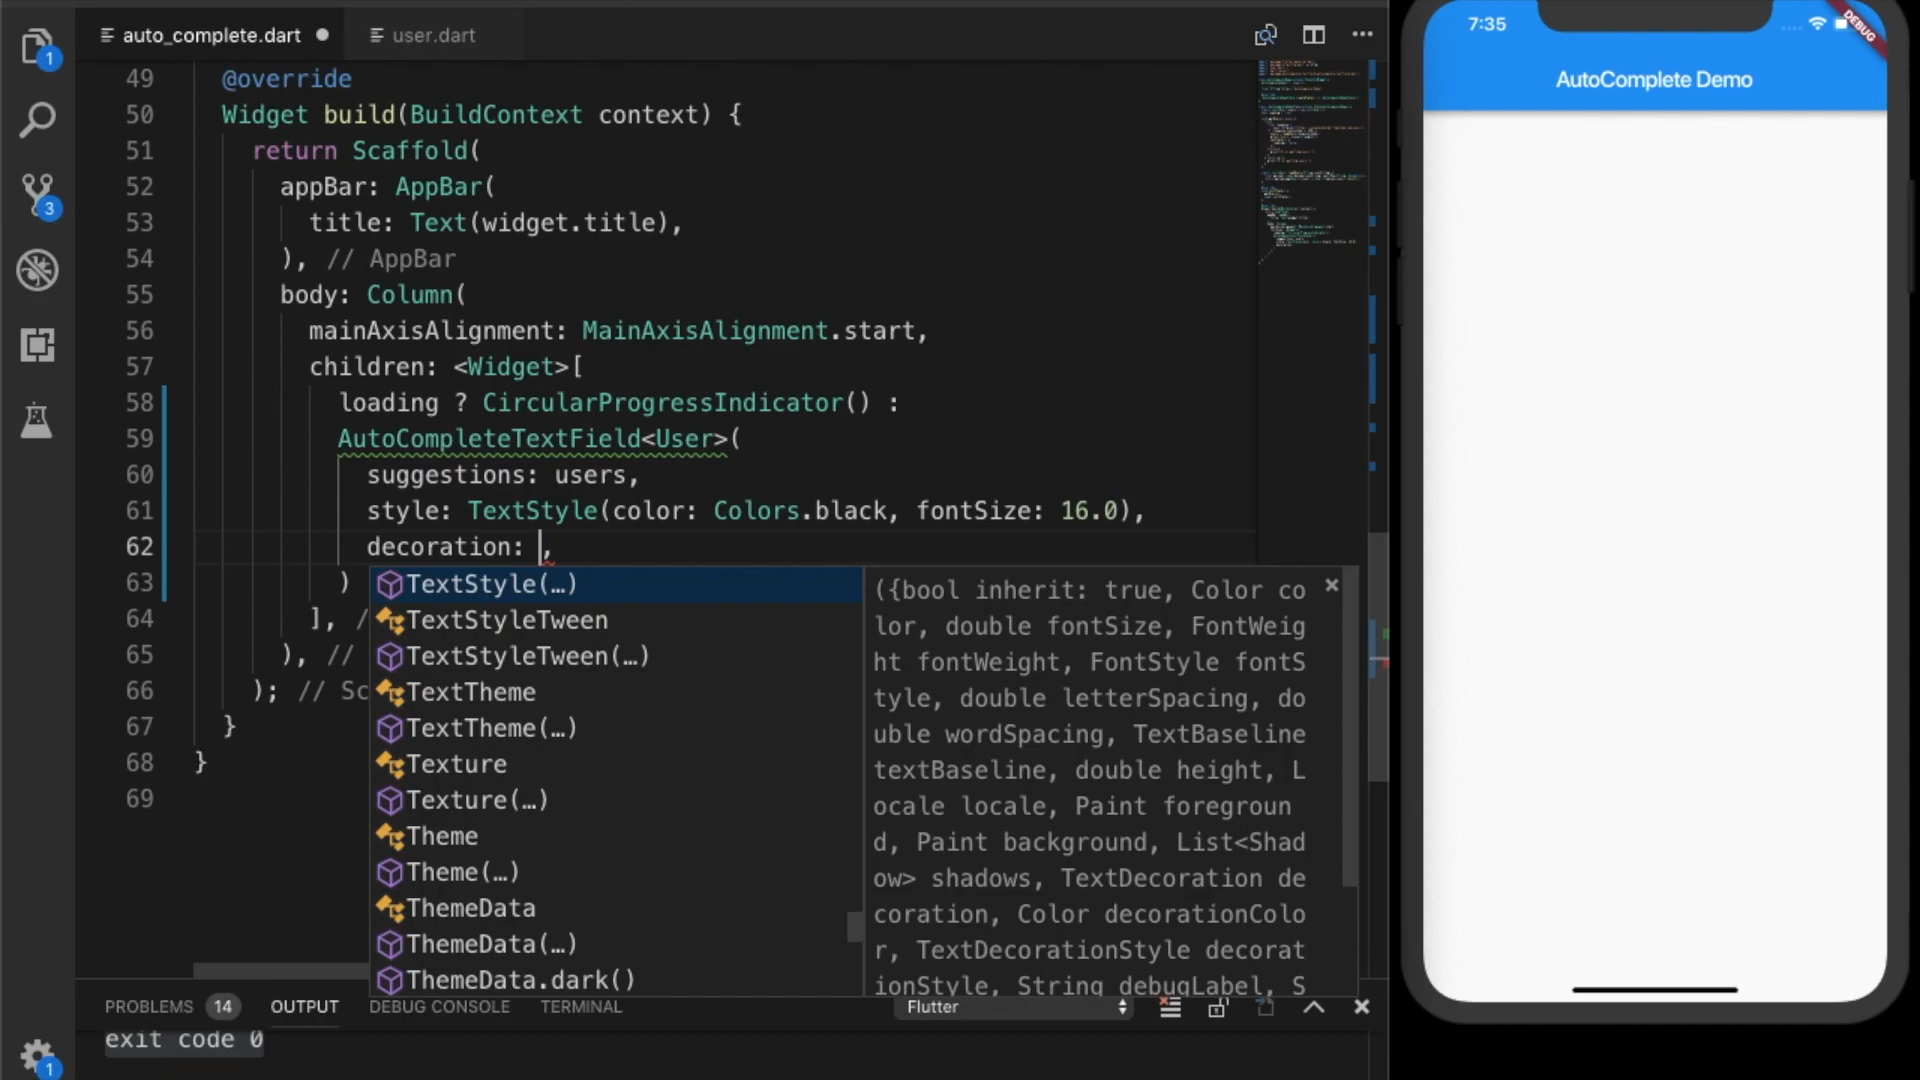 auto_complete.dart
user.dart
49 @override
50 Widget build(BuildContext context) {
51 return Scaffold(
52 appBar: AppBar(
53 title: Text(widget.title),
54 ), // AppBar
55 body: Column(
56 mainAxisAlignment: MainAxisAlignment.start,
57 children: <Widget>[
58 loading ? CircularProgressIndicator() :
59 AutoCompleteTextField<User>(
60 suggestions: users,
61 style: TextStyle(color: Colors.black, fontSize: 16.0),
62 decoration: ,
63 )
64 ], /
65 ), //
66 ); // Sc
67 }
68 }
69
TextStyle(…)
TextStyleTween
TextStyleTween(…)
TextTheme
TextTheme(…)
Texture
Texture(…)
Theme
Theme(…)
ThemeData
ThemeData(…)
ThemeData.dark()
({bool inherit: true, Color co
lor, double fontSize, FontWeig
ht fontWeight, FontStyle fontS
tyle, double letterSpacing, do
uble wordSpacing, TextBaseline
textBaseline, double height, L
ocale locale, Paint foregroun
d, Paint background, List<Shad
ow> shadows, TextDecoration de
coration, Color decorationColo
r, TextDecorationStyle decorat
ionStyle, String debugLabel, S
PROBLEMS 14 OUTPUT DEBUG CONSOLE TERMINAL
Flutter
exit code 0
1
3
1
7:35
DEBUG
AutoComplete Demo